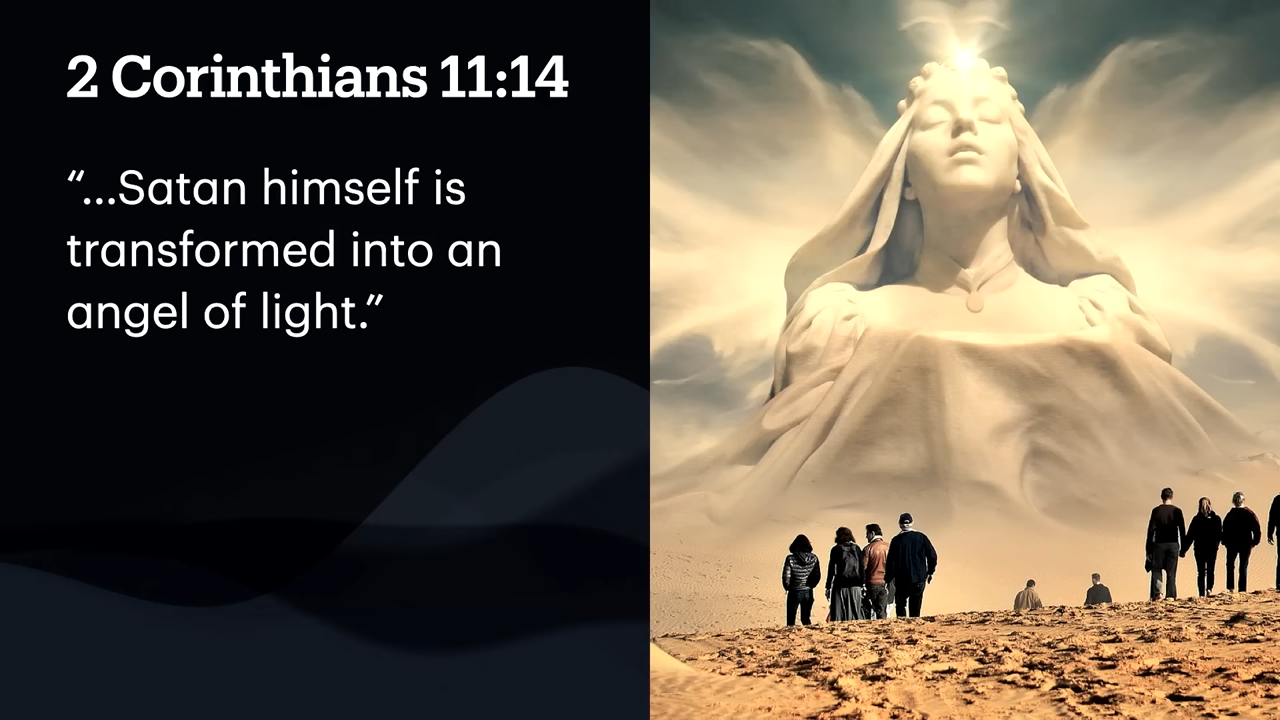 2 Corinthians 11:14
“...Satan himself is
transformed into an
angel of light.”